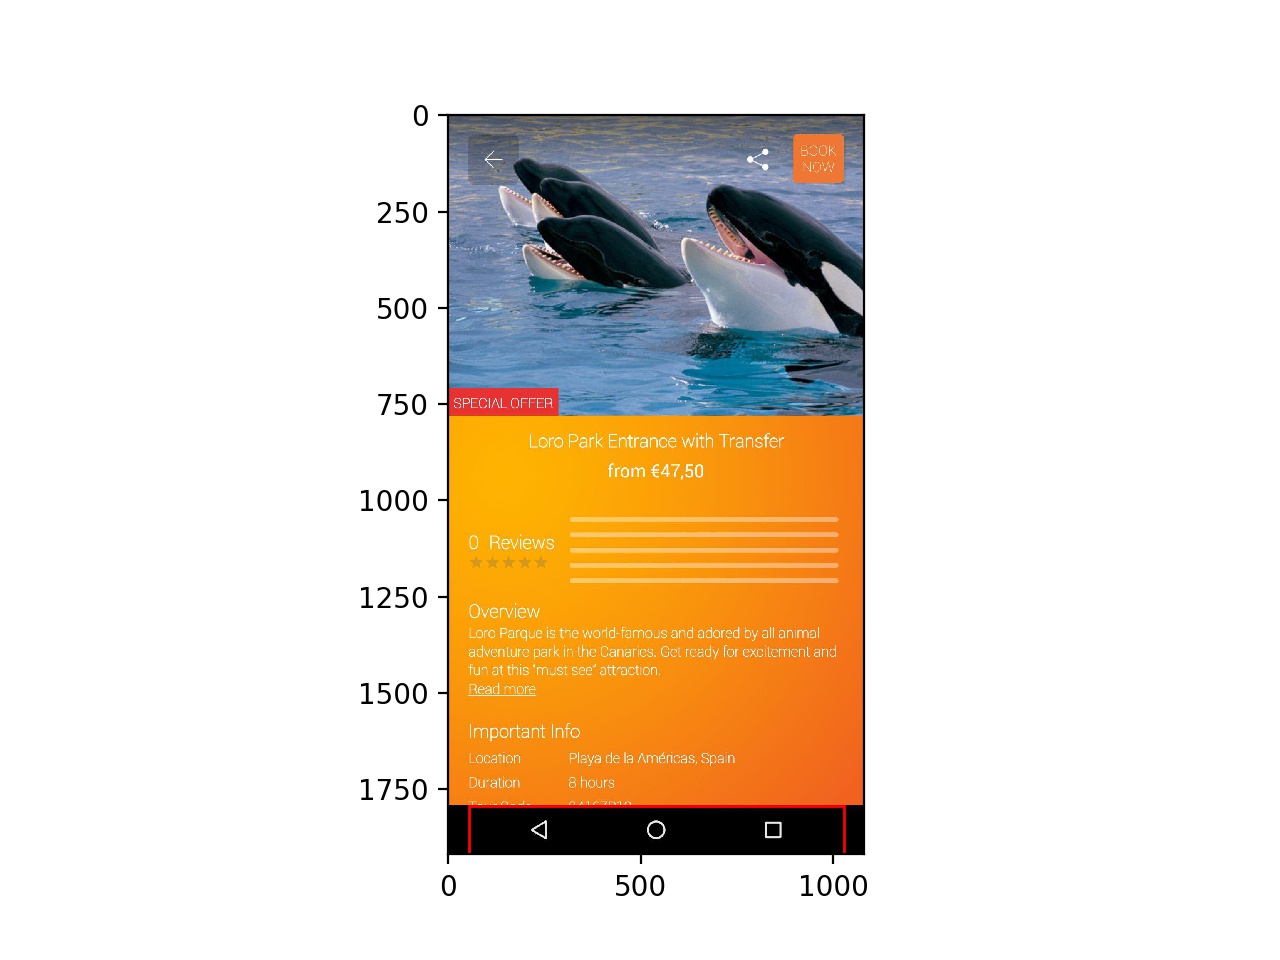 0
250
500
750
1000
1250
1500
1750
0 500 1000
BOOK
NOW
SPECIAL OFFER
Loro Park Entrance with Transfer
from €47,50
0 Reviews
Overview
Loro Parque is the world-famous and adored by all animal
adventure park in the Canaries. Get ready for excitement and
fun at this "must see" attraction.
Read more
Important Info
Location Playa de la Américas, Spain
Duration 8 hours